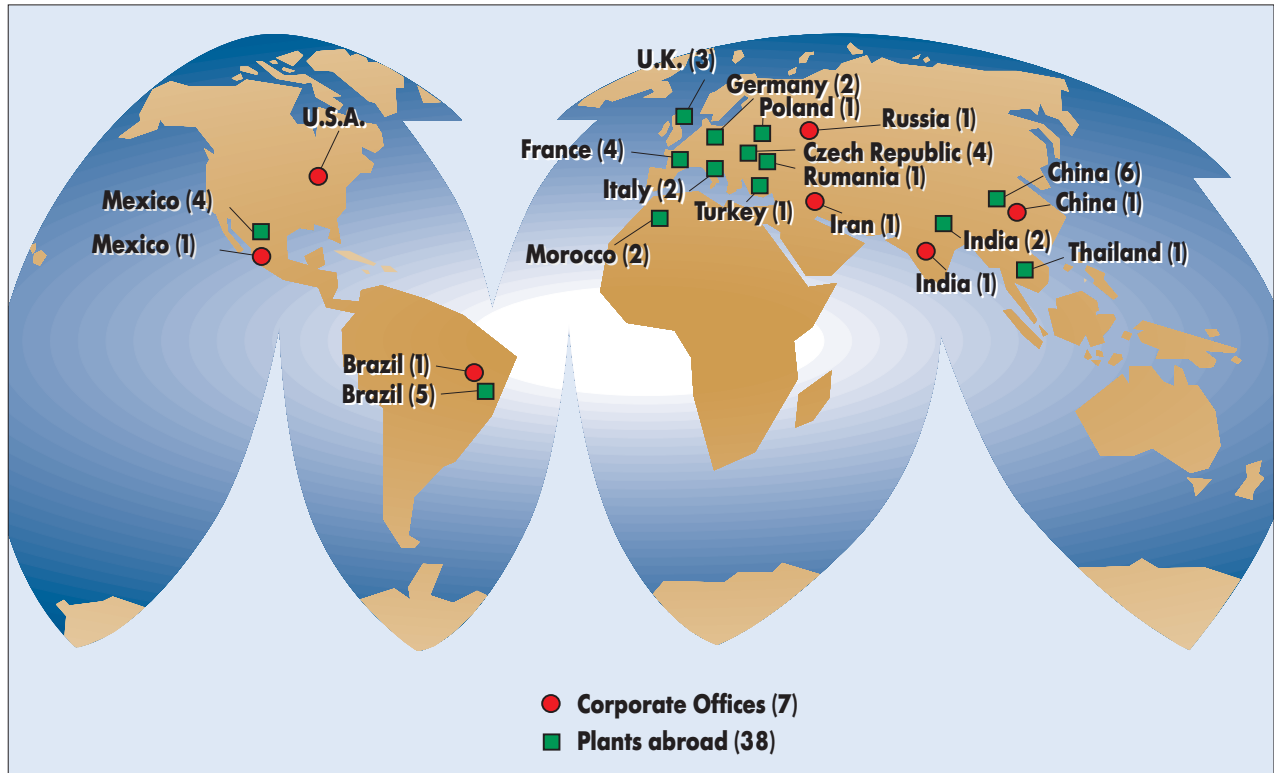 U.K. (3)
Germany (2)
Poland (1)
U.S.A.
Russia (1)
France (4)
Czech Republic (4)
Rumania (1)
China (6)
Italy (2)
Mexico (4)
China (1)
Turkey (1)
Iran (1)
Mexico (1)
India (2)
Morocco (2)
Thailand (1)
India (1)
Brazil (1)
Brazil (5)
Corporate Offices (7)
Plants abroad (38)